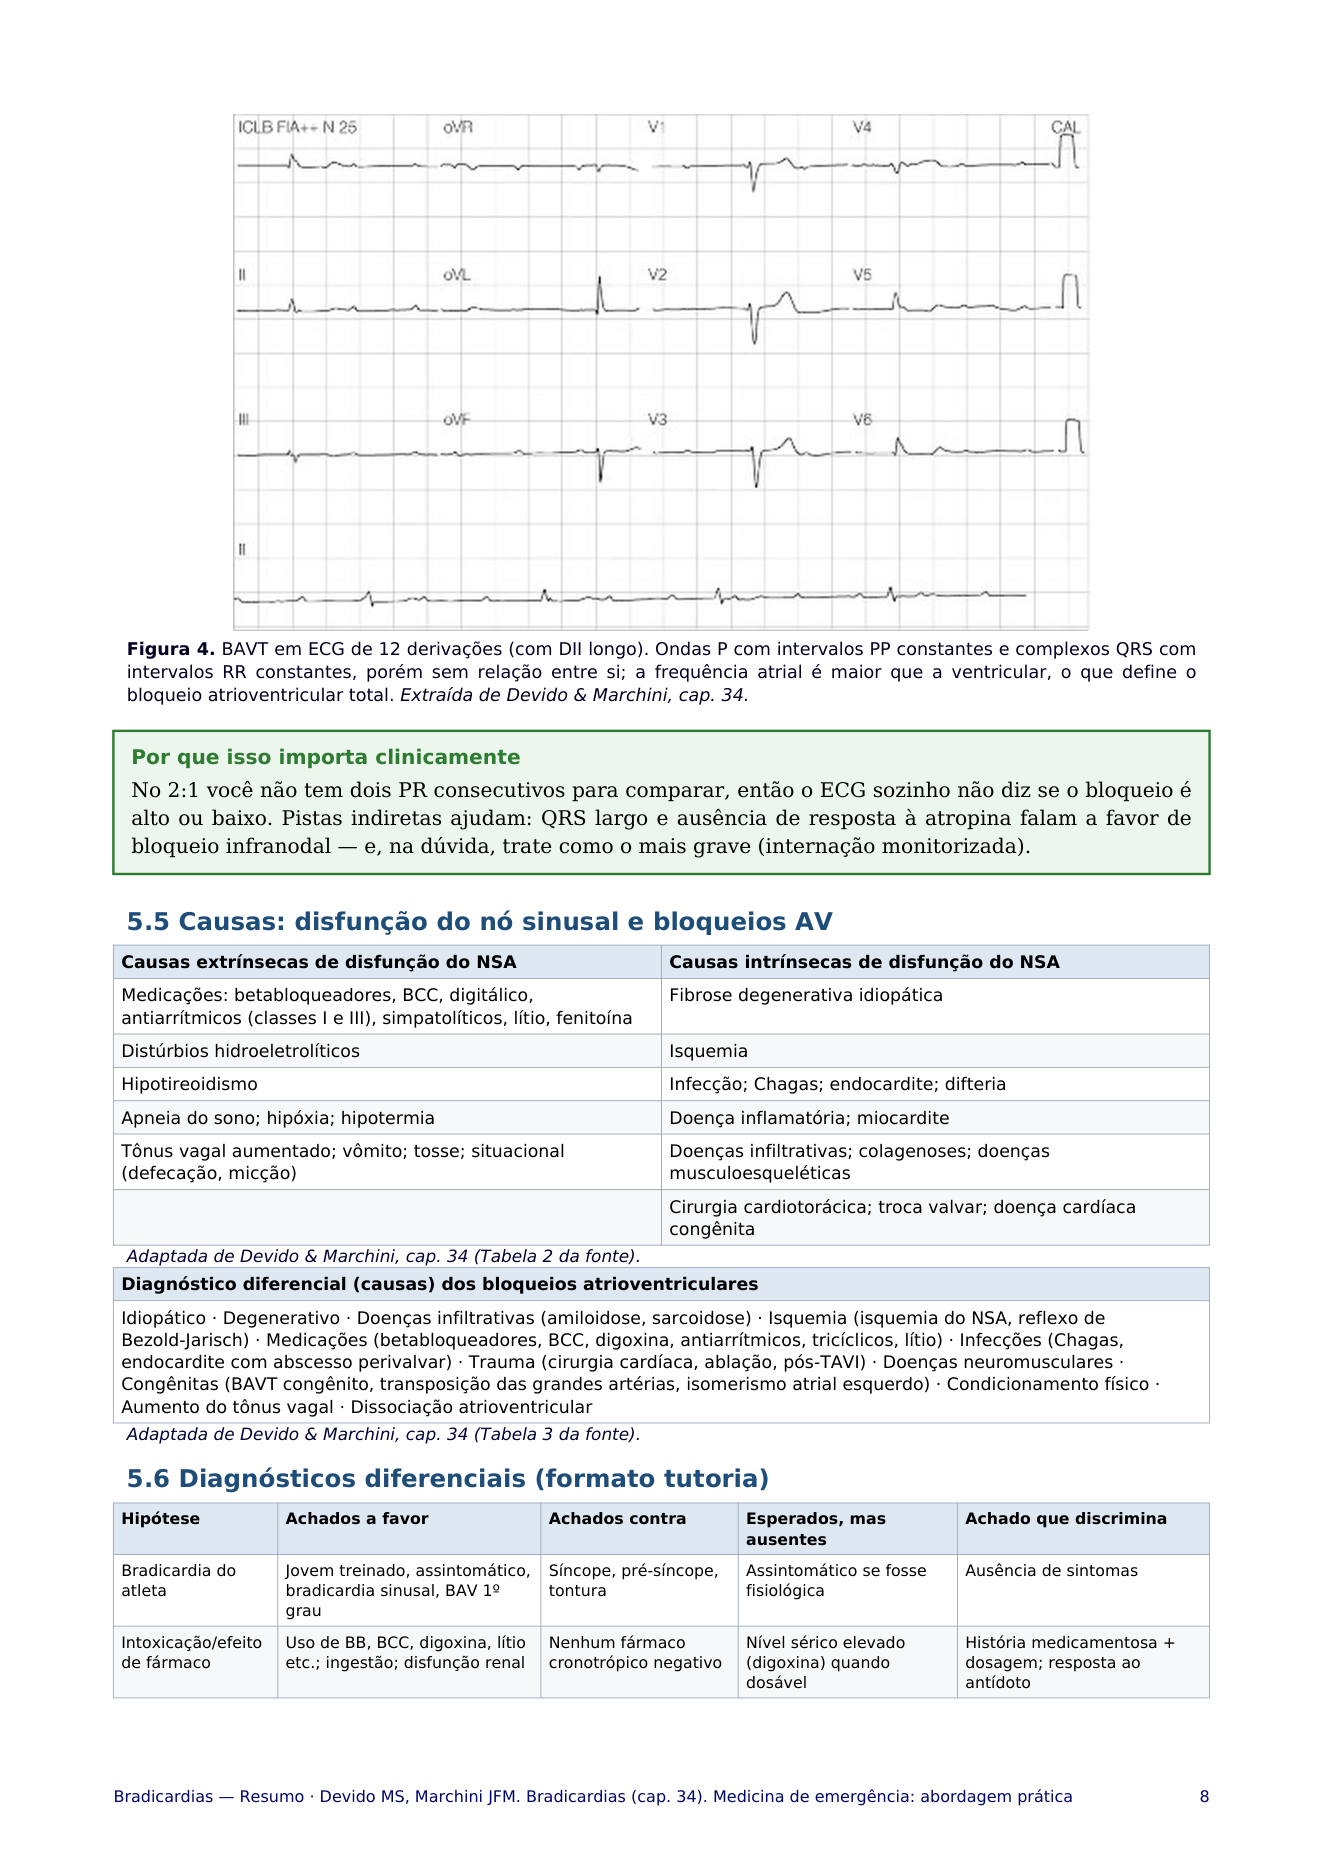 ICLB FIA++ N 25 aVR V1 V4 CAL
II aVL V2 V5
III aVF V3 V6
II
Figura 4. BAVT em ECG de 12 derivações (com DII longo). Ondas P com intervalos PP constantes e complexos QRS com
intervalos RR constantes, porém sem relação entre si; a frequência atrial é maior que a ventricular, o que define o
bloqueio atrioventricular total. Extraída de Devido & Marchini, cap. 34.
Por que isso importa clinicamente
No 2:1 você não tem dois PR consecutivos para comparar, então o ECG sozinho não diz se o bloqueio é
alto ou baixo. Pistas indiretas ajudam: QRS largo e ausência de resposta à atropina falam a favor de
bloqueio infranodal — e, na dúvida, trate como o mais grave (internação monitorizada).
5.5 Causas: disfunção do nó sinusal e bloqueios AV
Causas extrínsecas de disfunção do NSA
Causas intrínsecas de disfunção do NSA
Medicações: betabloqueadores, BCC, digitálico,
antiarrítmicos (classes I e III), simpatolíticos, lítio, fenitoína
Fibrose degenerativa idiopática
Distúrbios hidroeletrolíticos
Isquemia
Hipotireoidismo
Infecção; Chagas; endocardite; difteria
Apneia do sono; hipóxia; hipotermia
Doença inflamatória; miocardite
Tônus vagal aumentado; vômito; tosse; situacional
(defecação, micção)
Doenças infiltrativas; colagenoses; doenças
musculoesqueléticas
Cirurgia cardiotorácica; troca valvar; doença cardíaca
congênita
Adaptada de Devido & Marchini, cap. 34 (Tabela 2 da fonte).
Diagnóstico diferencial (causas) dos bloqueios atrioventriculares
Idiopático · Degenerativo · Doenças infiltrativas (amiloidose, sarcoidose) · Isquemia (isquemia do NSA, reflexo de
Bezold-Jarisch) · Medicações (betabloqueadores, BCC, digoxina, antiarrítmicos, tricíclicos, lítio) · Infecções (Chagas,
endocardite com abscesso perivalvar) · Trauma (cirurgia cardíaca, ablação, pós-TAVI) · Doenças neuromusculares ·
Congênitas (BAVT congênito, transposição das grandes artérias, isomerismo atrial esquerdo) · Condicionamento físico ·
Aumento do tônus vagal · Dissociação atrioventricular
Adaptada de Devido & Marchini, cap. 34 (Tabela 3 da fonte).
5.6 Diagnósticos diferenciais (formato tutoria)
Hipótese
Achados a favor
Achados contra
Esperados, mas
ausentes
Achado que discrimina
Bradicardia do
atleta
Jovem treinado, assintomático,
bradicardia sinusal, BAV 1º
grau
Síncope, pré-síncope,
tontura
Assintomático se fosse
fisiológica
Ausência de sintomas
Intoxicação/efeito
de fármaco
Uso de BB, BCC, digoxina, lítio
etc.; ingestão; disfunção renal
Nenhum fármaco
cronotrópico negativo
Nível sérico elevado
(digoxina) quando
dosável
História medicamentosa +
dosagem; resposta ao
antídoto
Bradicardias — Resumo · Devido MS, Marchini JFM. Bradicardias (cap. 34). Medicina de emergência: abordagem prática 8